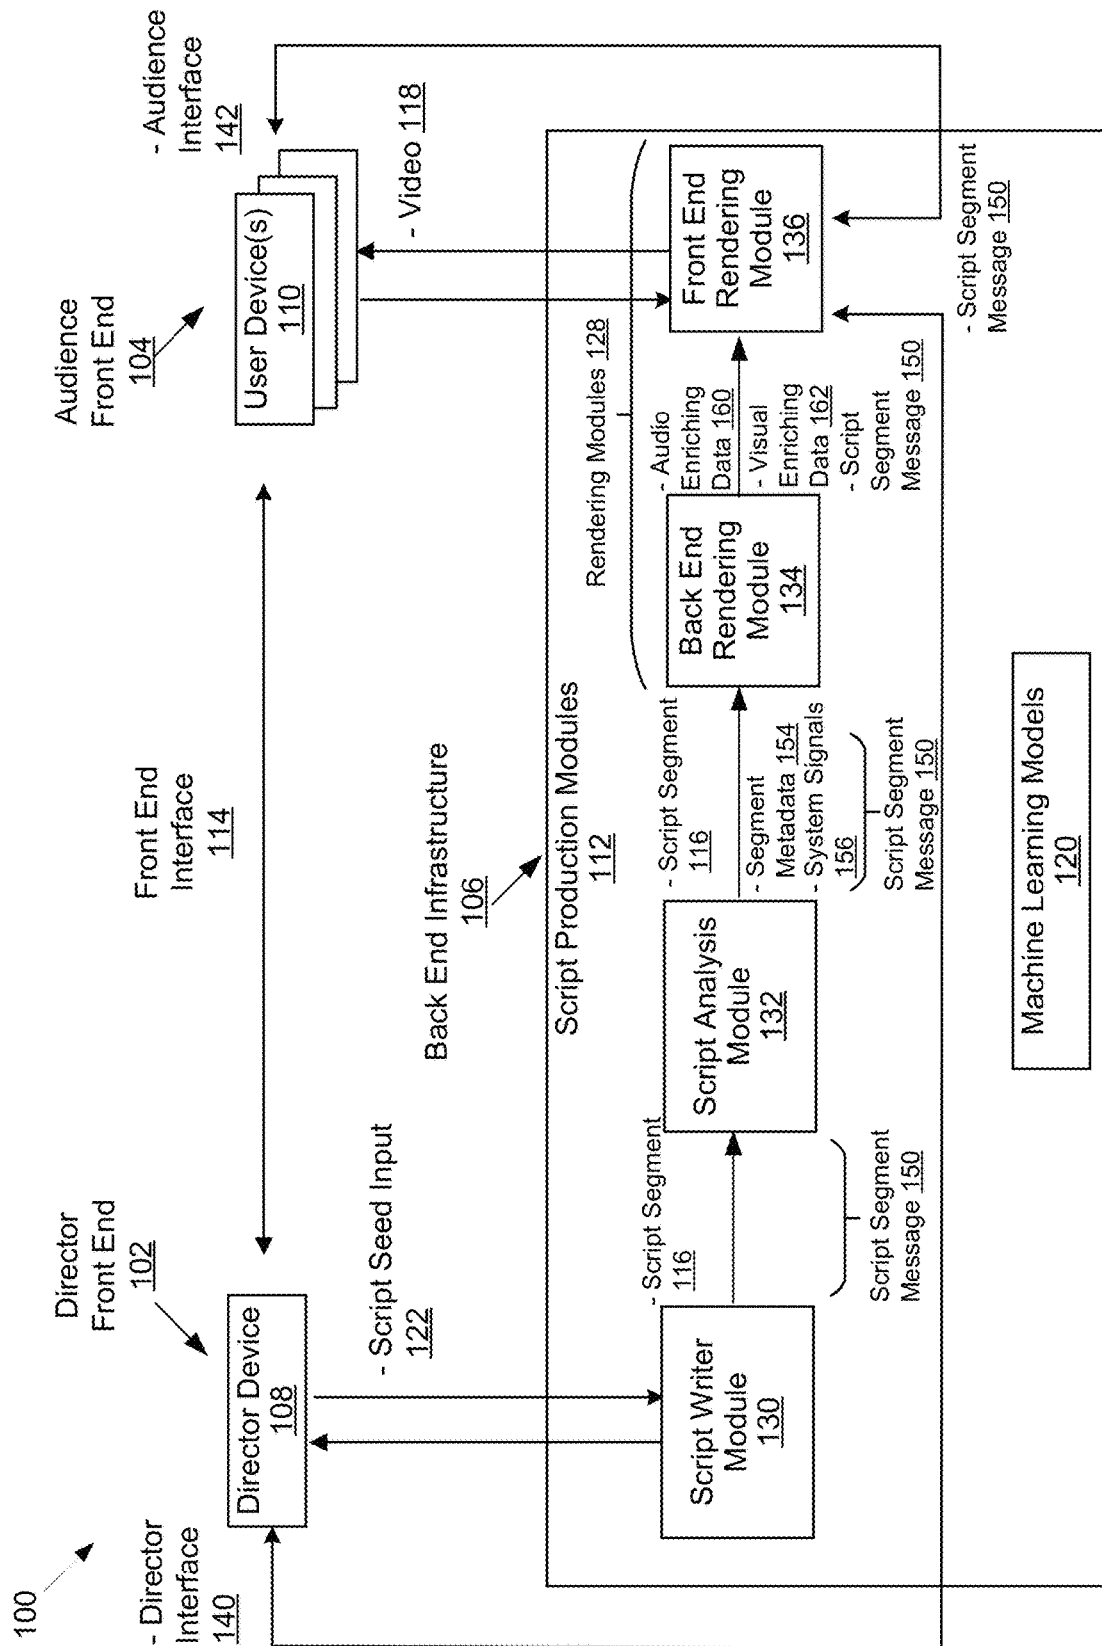 100
- Director
Interface
140
Director
Front End
102
Director Device
108
- Script Seed Input
122
Front End
Interface
114
Audience
Front End
104
User Device(s)
110
- Audience
Interface
142
- Video 118
Back End Infrastructure
106
Script Production Modules
112
Script Writer
Module
130
- Script Segment
116
Script Segment
Message 150
Script Analysis
Module
132
- Script Segment
116
- Segment
Metadata 154
- System Signals
156
Script Segment
Message 150
Rendering Modules 128
Back End
Rendering
Module
134
- Audio
Enriching
Data 160
- Visual
Enriching
Data 162
- Script
Segment
Message 150
Front End
Rendering
Module
136
- Script Segment
Message 150
Machine Learning Models
120